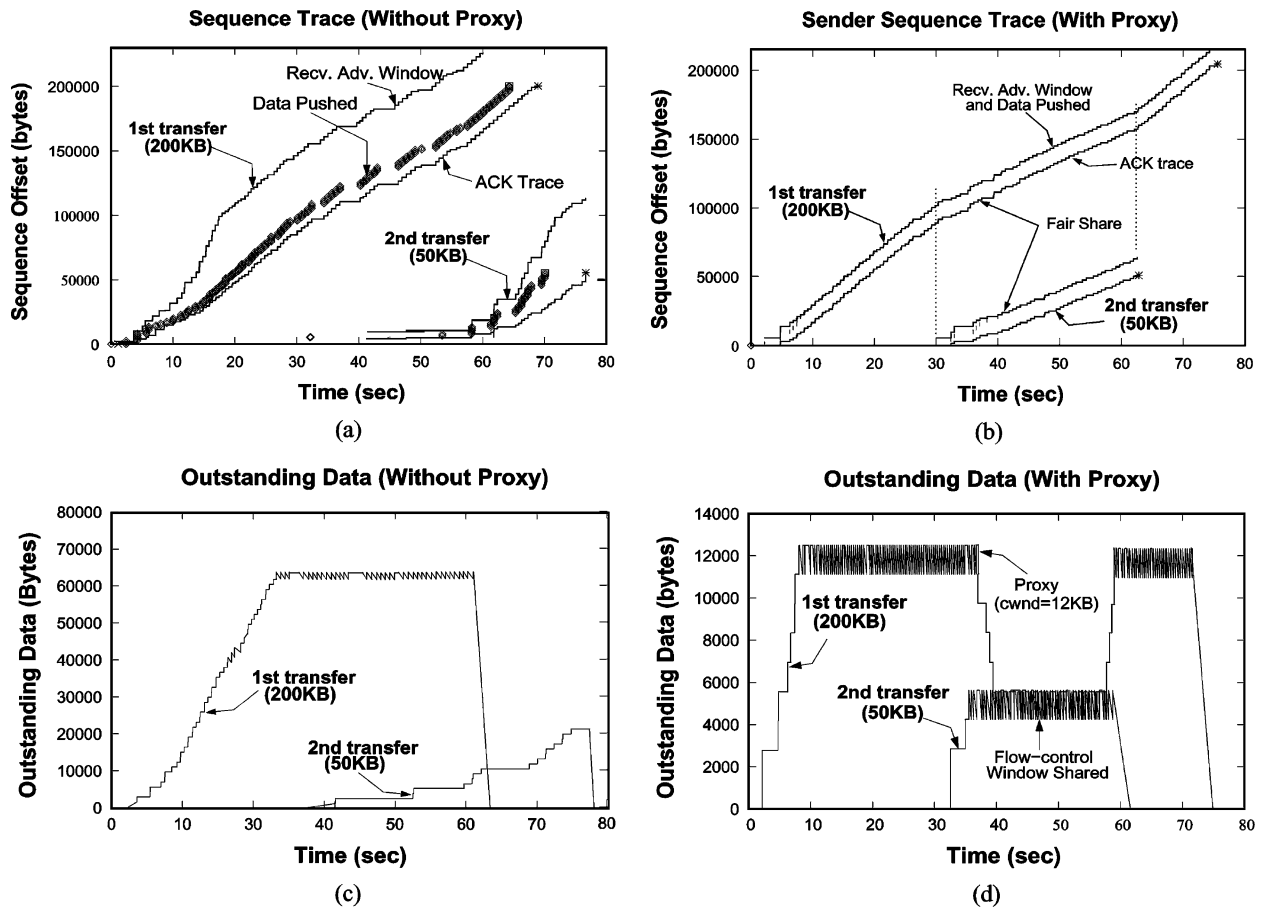 Sequence Trace (Without Proxy)
Sequence Offset (bytes)
200000
150000
100000
50000
0
Recv. Adv. Window
Data Pushed
1st transfer
(200KB)
ACK Trace
2nd transfer
(50KB)
0 10 20 30 40 50 60 70 80
Time (sec)
(a)
Sender Sequence Trace (With Proxy)
Sequence Offset (bytes)
200000
150000
100000
50000
0
Recv. Adv. Window
and Data Pushed
ACK trace
1st transfer
(200KB)
Fair Share
2nd transfer
(50KB)
0 10 20 30 40 50 60 70 80
Time (sec)
(b)
Outstanding Data (Without Proxy)
Outstanding Data (Bytes)
80000
70000
60000
50000
40000
30000
20000
10000
0
1st transfer
(200KB)
2nd transfer
(50KB)
0 10 20 30 40 50 60 70 80
Time (sec)
(c)
Outstanding Data (With Proxy)
Outstanding Data (bytes)
14000
12000
10000
8000
6000
4000
2000
0
Proxy
(cwnd=12KB)
1st transfer
(200KB)
2nd transfer
(50KB)
Flow-control
Window Shared
0 10 20 30 40 50 60 70 80
Time (sec)
(d)